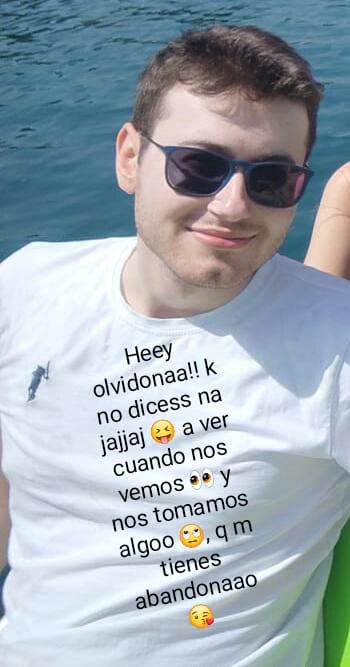 Heey
olvidonaa!! k
no dicess na
jajjaj 😝 a ver
cuando nos
vemos 👀 y
nos tomamos
algoo 🙄, q m
tienes
abandonaao
😘